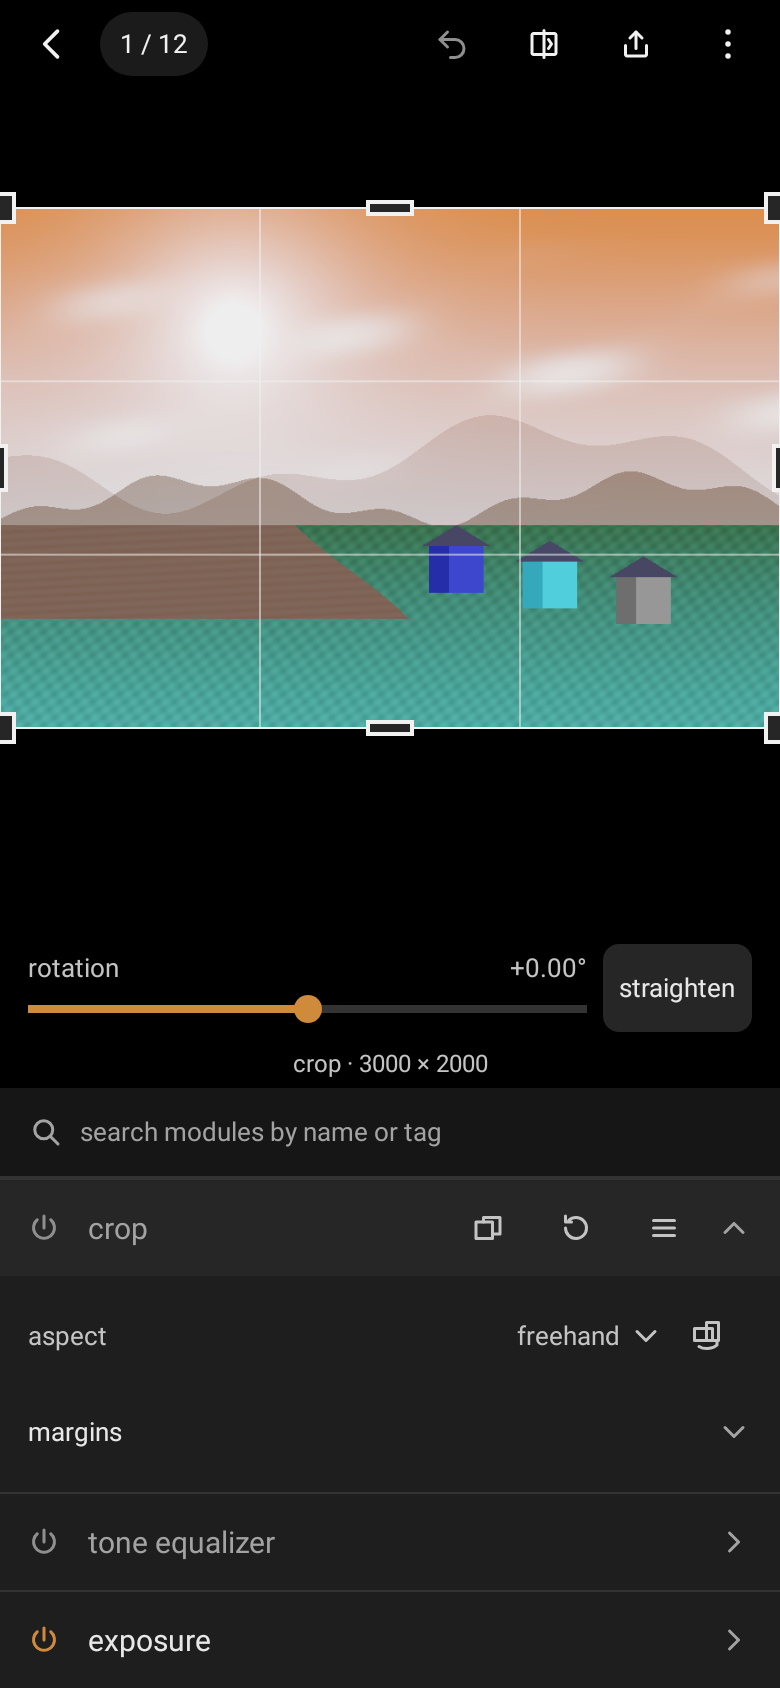 1 / 12
rotation +0.00°
straighten
crop · 3000 × 2000
search modules by name or tag
crop
aspect freehand
margins
tone equalizer
exposure